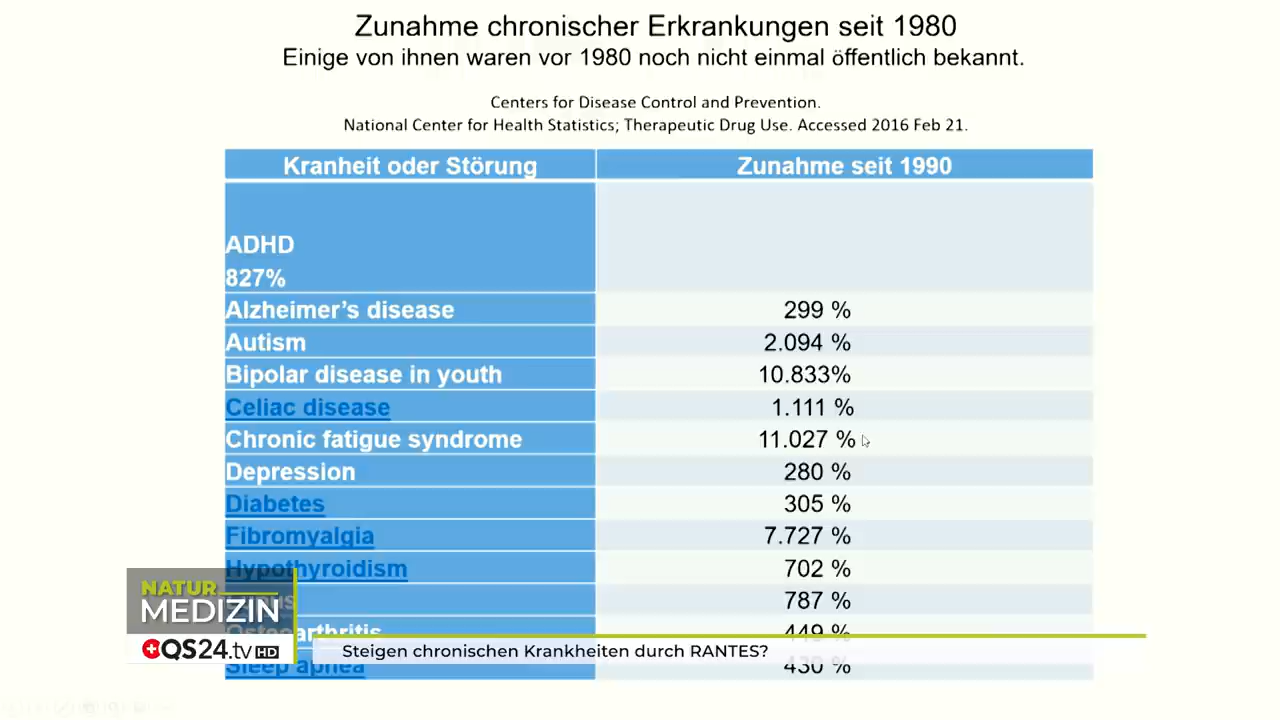 Zunahme chronischer Erkrankungen seit 1980
Einige von ihnen waren vor 1980 noch nicht einmal öffentlich bekannt.
Centers for Disease Control and Prevention.
National Center for Health Statistics; Therapeutic Drug Use. Accessed 2016 Feb 21.
Kranheit oder Störung Zunahme seit 1990
ADHD
827%
Alzheimer’s disease 299 %
Autism 2.094 %
Bipolar disease in youth 10.833%
Celiac disease 1.111 %
Chronic fatigue syndrome 11.027 %
Depression 280 %
Diabetes 305 %
Fibromyalgia 7.727 %
Hypothyroidism 702 %
787 %
Osteoarthritis 449 %
Sleep apnea 430 %
NATUR
MEDIZIN
QS24.tv HD
Steigen chronischen Krankheiten durch RANTES?